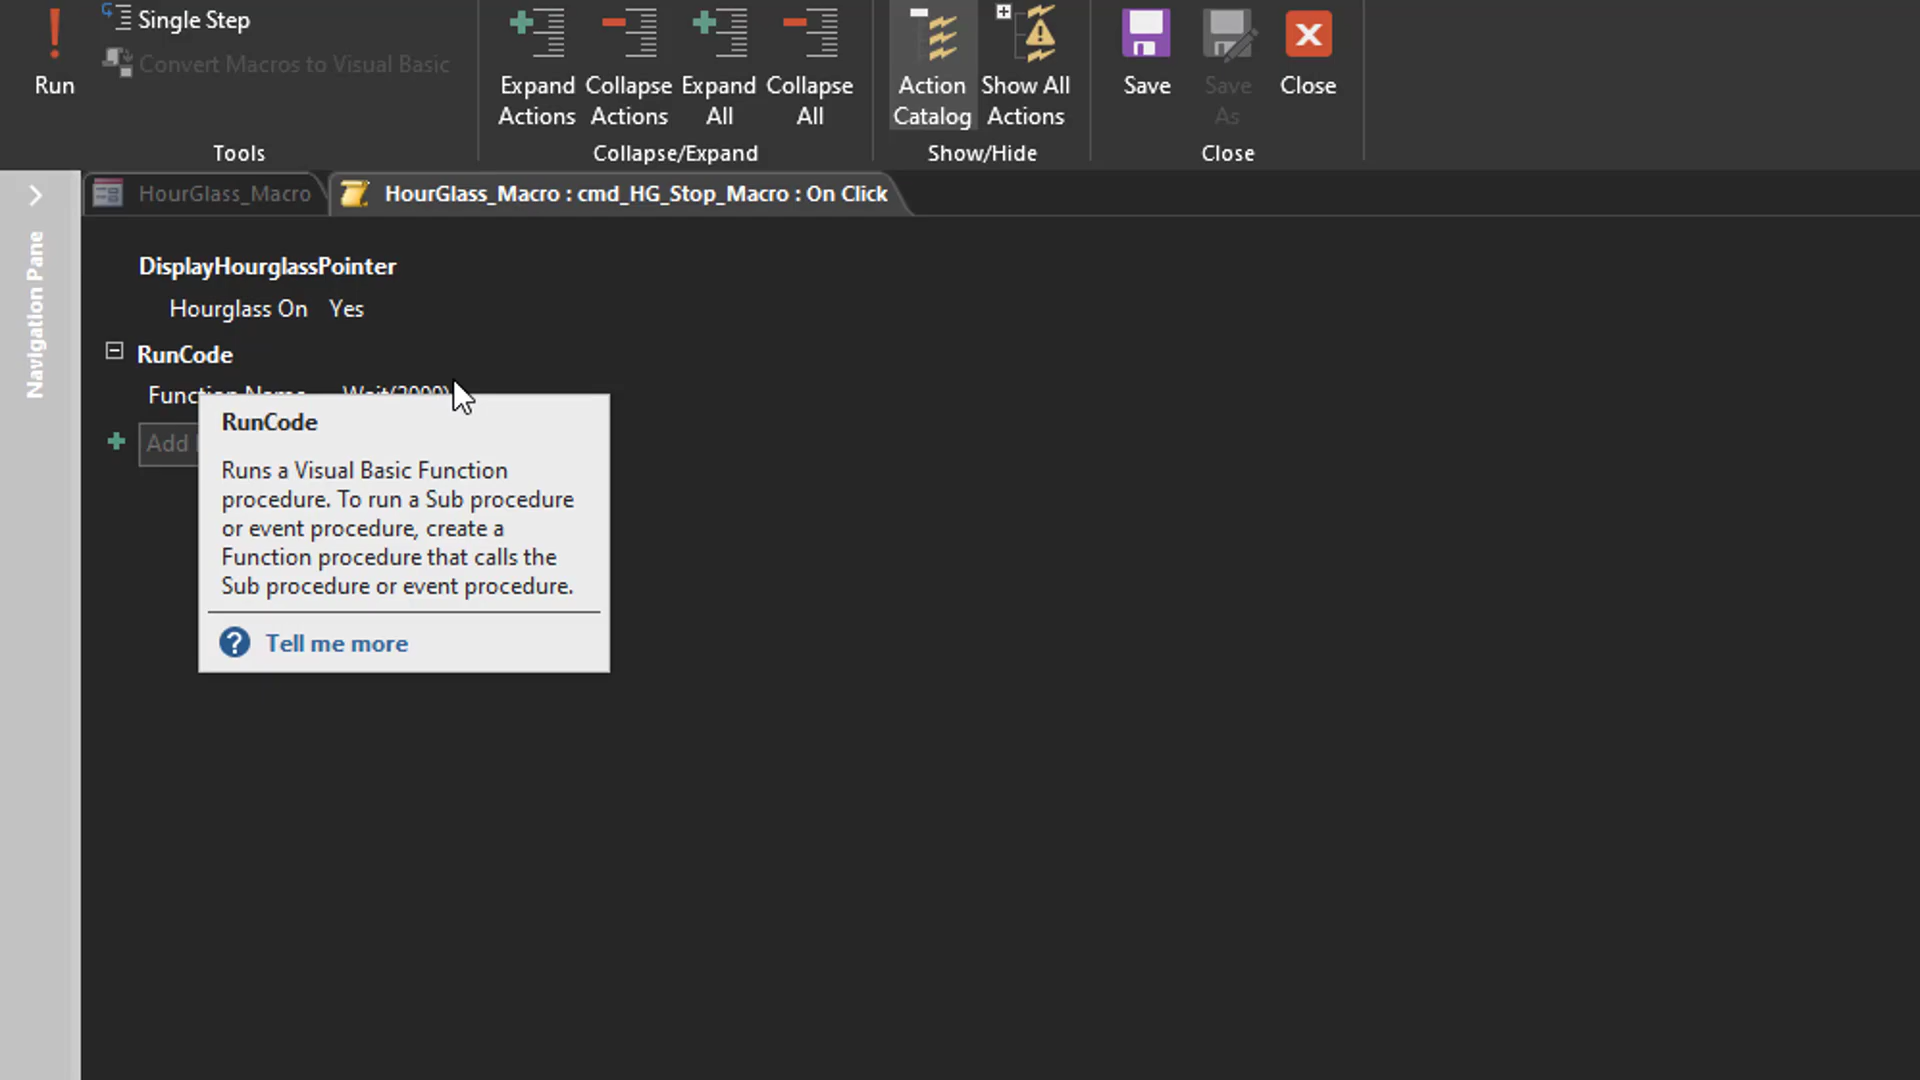 Single Step
Convert Macros to Visual Basic
Run
Expand Actions
Collapse Actions
Expand All
Collapse All
Action Catalog
Show All Actions
Save
Save As
Close
Tools
Collapse/Expand
Show/Hide
Close
HourGlass_Macro
HourGlass_Macro : cmd_HG_Stop_Macro : On Click
Navigation Pane
DisplayHourglassPointer
Hourglass On Yes
RunCode
Function Name
Add
RunCode
Runs a Visual Basic Function
procedure. To run a Sub procedure
or event procedure, create a
Function procedure that calls the
Sub procedure or event procedure.
? Tell me more